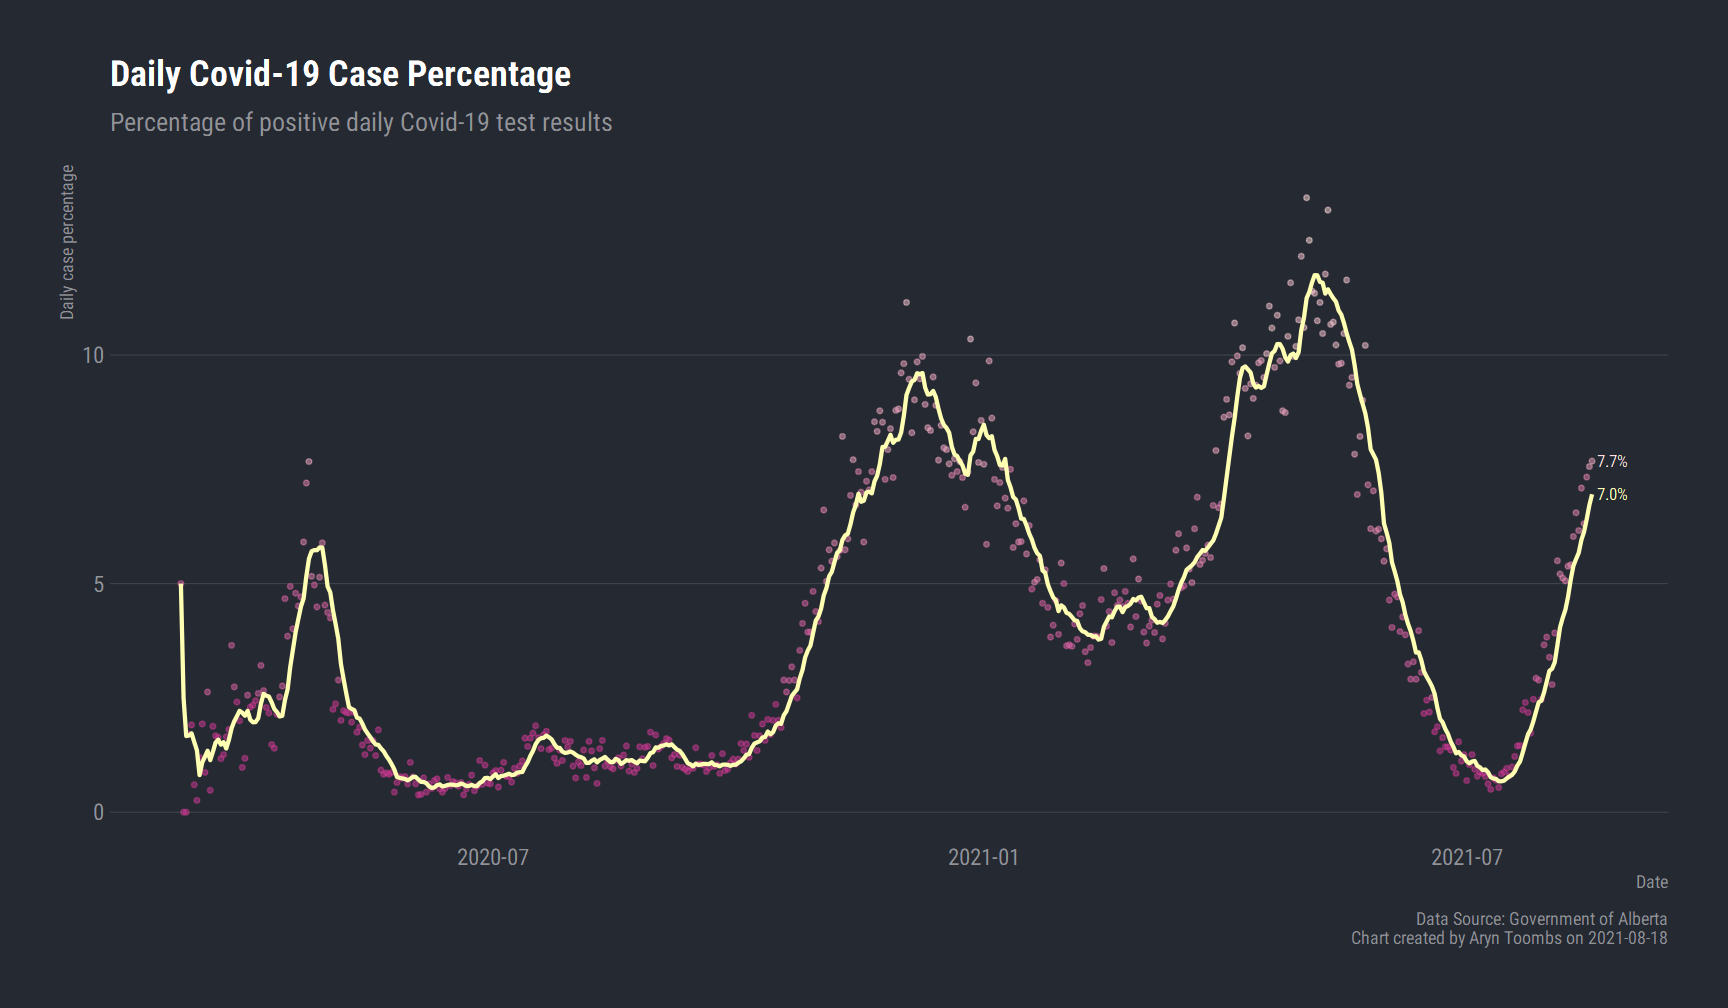 Daily Covid-19 Case Percentage
Percentage of positive daily Covid-19 test results
Daily case percentage
10
5
0
7.7%
7.0%
2020-07
2021-01
2021-07
Date
Data Source: Government of Alberta
Chart created by Aryn Toombs on 2021-08-18